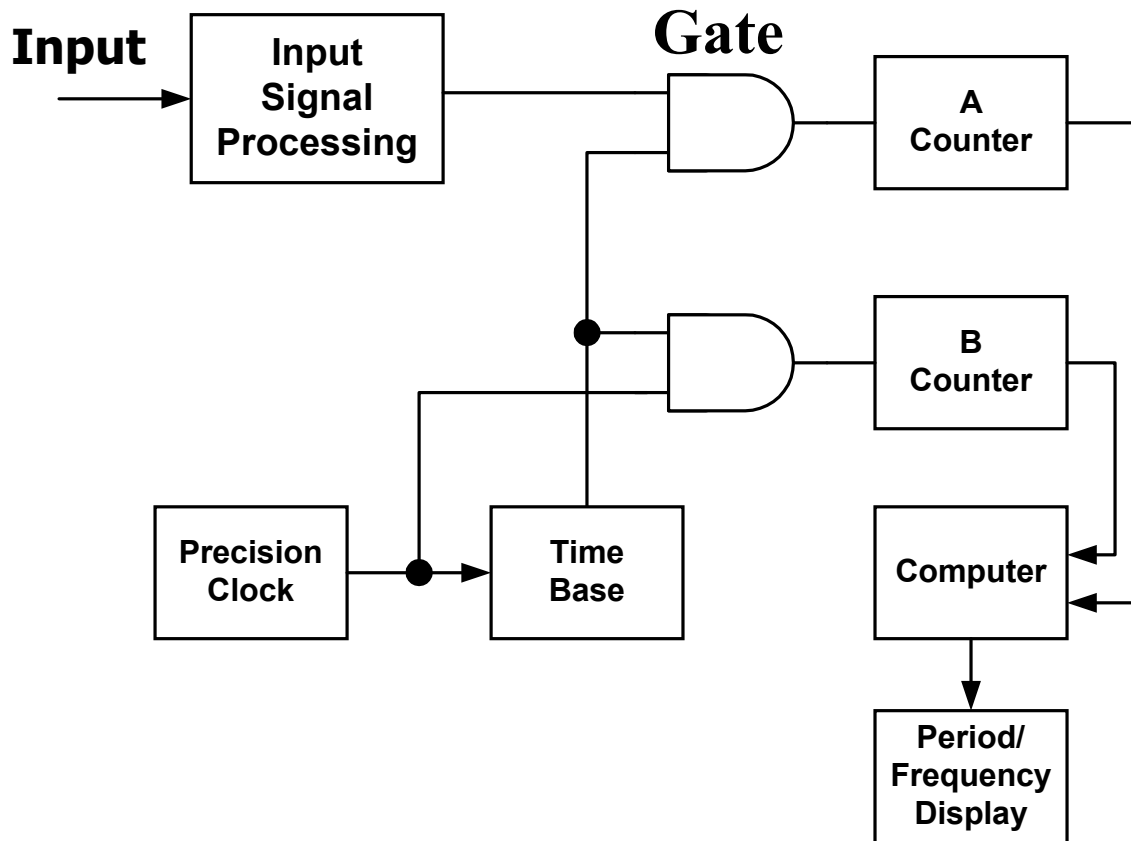 Input
Input
Signal
Processing
Gate
A
Counter
B
Counter
Precision
Clock
Time
Base
Computer
Period/
Frequency
Display